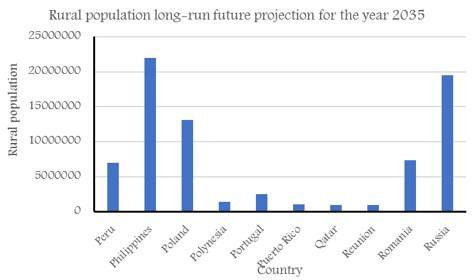 Rural population long-run future projection for the year 2035
25000000
20000000
15000000
10000000
5000000
0
Rural population
Peru
Philippines
Poland
Polynesia
Portugal
Puerto Rico
Qatar
Reunion
Romania
Russia
Country